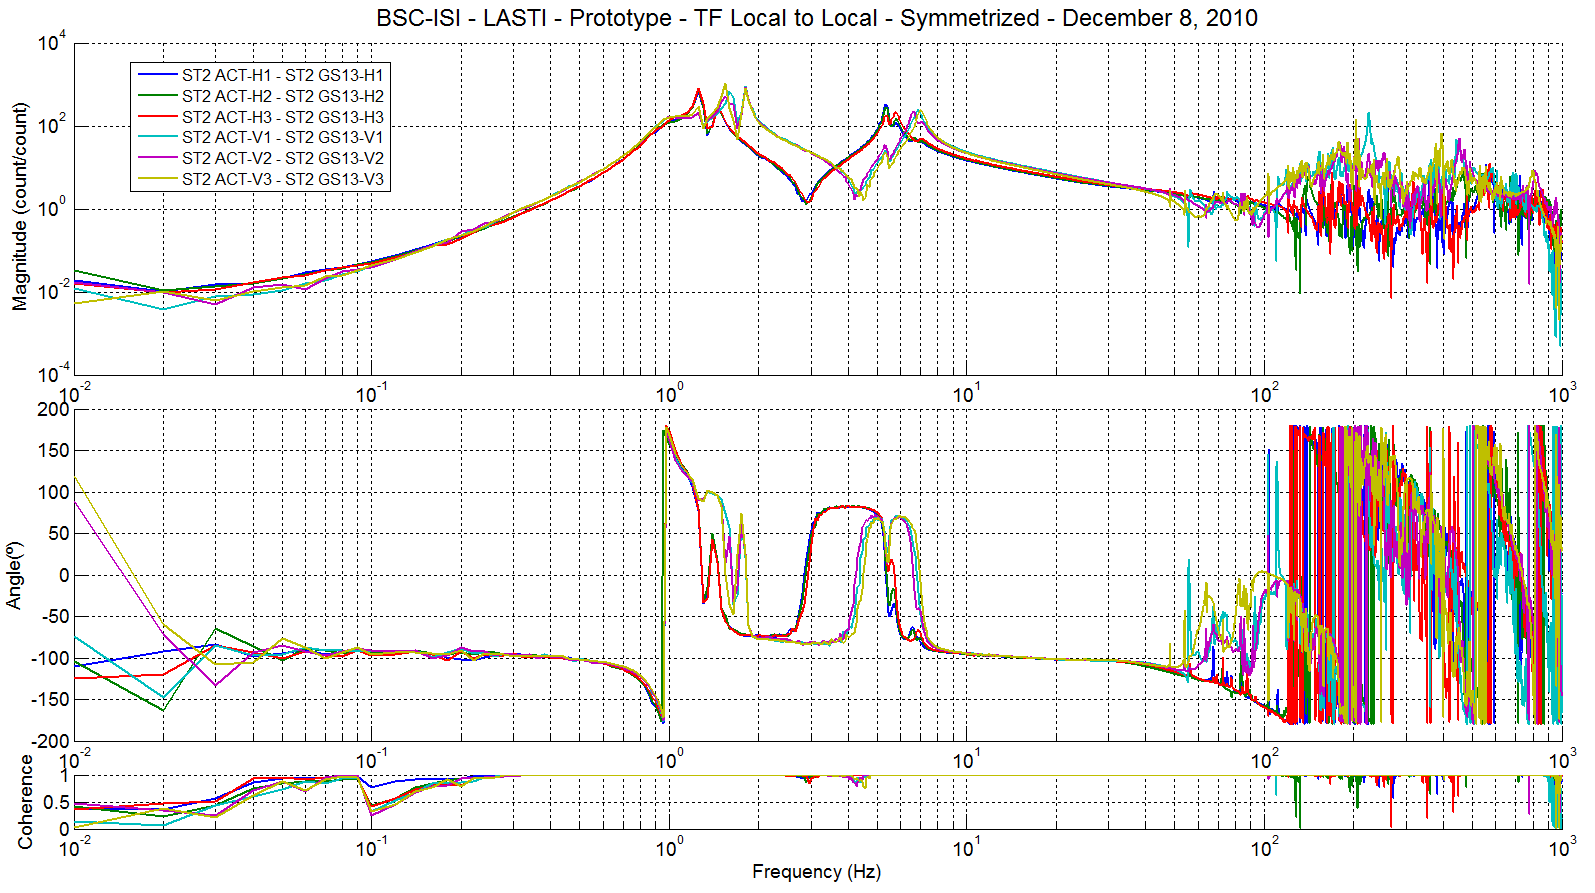 BSC-ISI - LASTI - Prototype - TF Local to Local - Symmetrized - December 8, 2010
Magnitude (count/count)
10^4
10^2
10^0
10^-2
10^-4
ST2 ACT-H1 - ST2 GS13-H1
ST2 ACT-H2 - ST2 GS13-H2
ST2 ACT-H3 - ST2 GS13-H3
ST2 ACT-V1 - ST2 GS13-V1
ST2 ACT-V2 - ST2 GS13-V2
ST2 ACT-V3 - ST2 GS13-V3
10^-2 10^-1 10^0 10^1 10^2 10^3
Angle(º)
200
150
100
50
0
-50
-100
-150
-200
10^-2 10^-1 10^0 10^1 10^2 10^3
Coherence
1
0.5
0
10^-2 10^-1 10^0 10^1 10^2 10^3
Frequency (Hz)